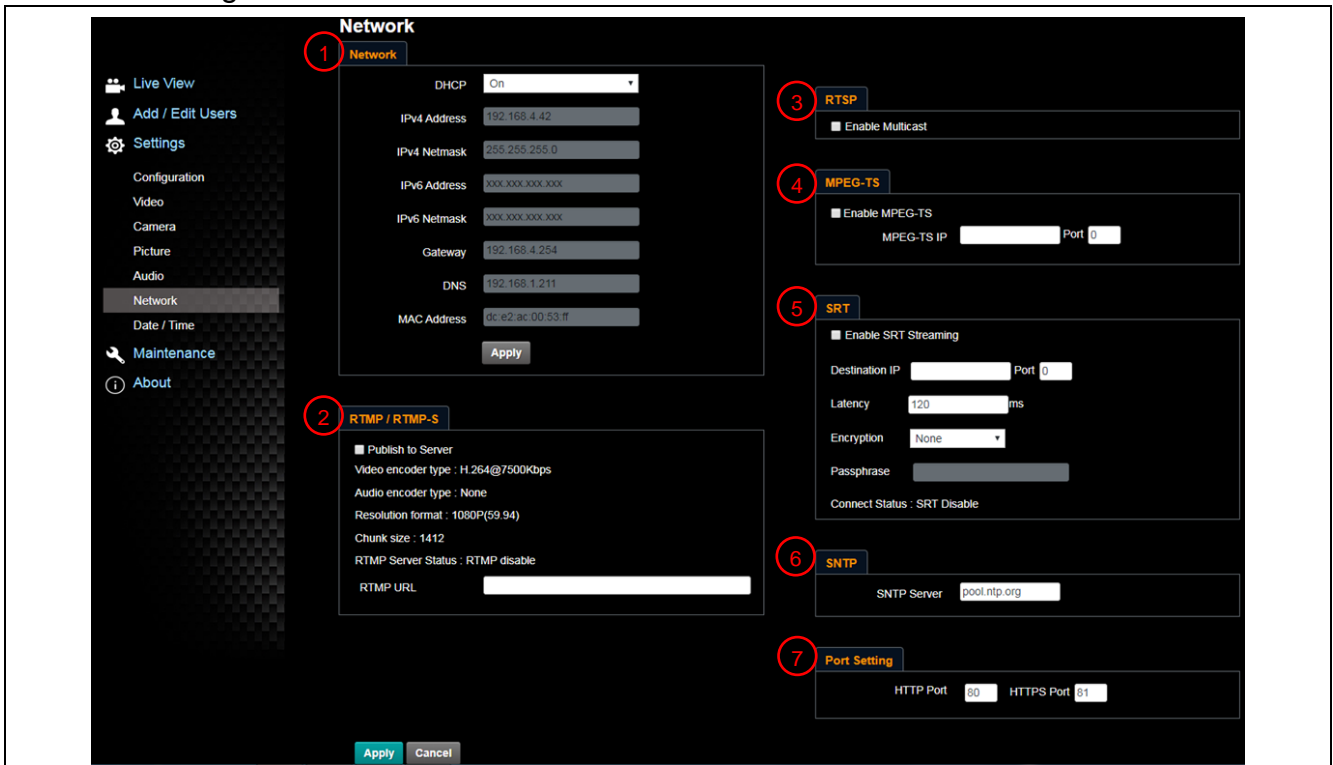 Network
1 Network
DHCP On
IPv4 Address 192.168.4.42
IPv4 Netmask 255.255.255.0
IPv6 Address xxx.xxx.xxx.xxx
IPv6 Netmask xxx.xxx.xxx.xxx
Gateway 192.168.4.254
DNS 192.168.1.211
MAC Address dc:e2:ac:00:53:ff
Apply
Live View
Add / Edit Users
Settings
Configuration
Video
Camera
Picture
Audio
Network
Date / Time
Maintenance
About
2 RTMP / RTMP-S
Publish to Server
Video encoder type : H.264@7500Kbps
Audio encoder type : None
Resolution format : 1080P(59.94)
Chunk size : 1412
RTMP Server Status : RTMP disable
RTMP URL
3 RTSP
Enable Multicast
4 MPEG-TS
Enable MPEG-TS
MPEG-TS IP Port 0
5 SRT
Enable SRT Streaming
Destination IP Port 0
Latency 120 ms
Encryption None
Passphrase
Connect Status : SRT Disable
6 SNTP
SNTP Server pool.ntp.org
7 Port Setting
HTTP Port 80 HTTPS Port 81
Apply Cancel